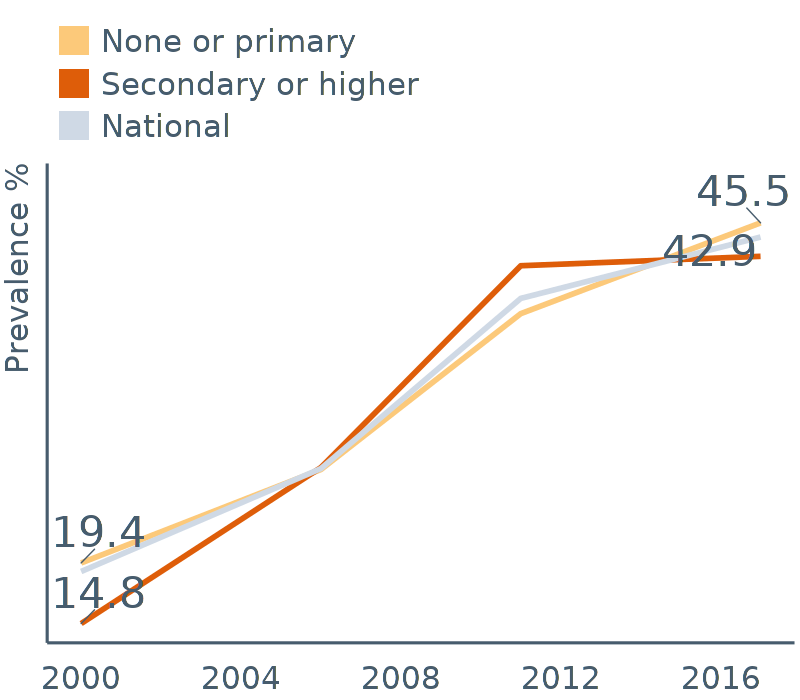 None or primary
Secondary or higher
National
Prevalence %
45.5
42.9
19.4
14.8
2000 2004 2008 2012 2016